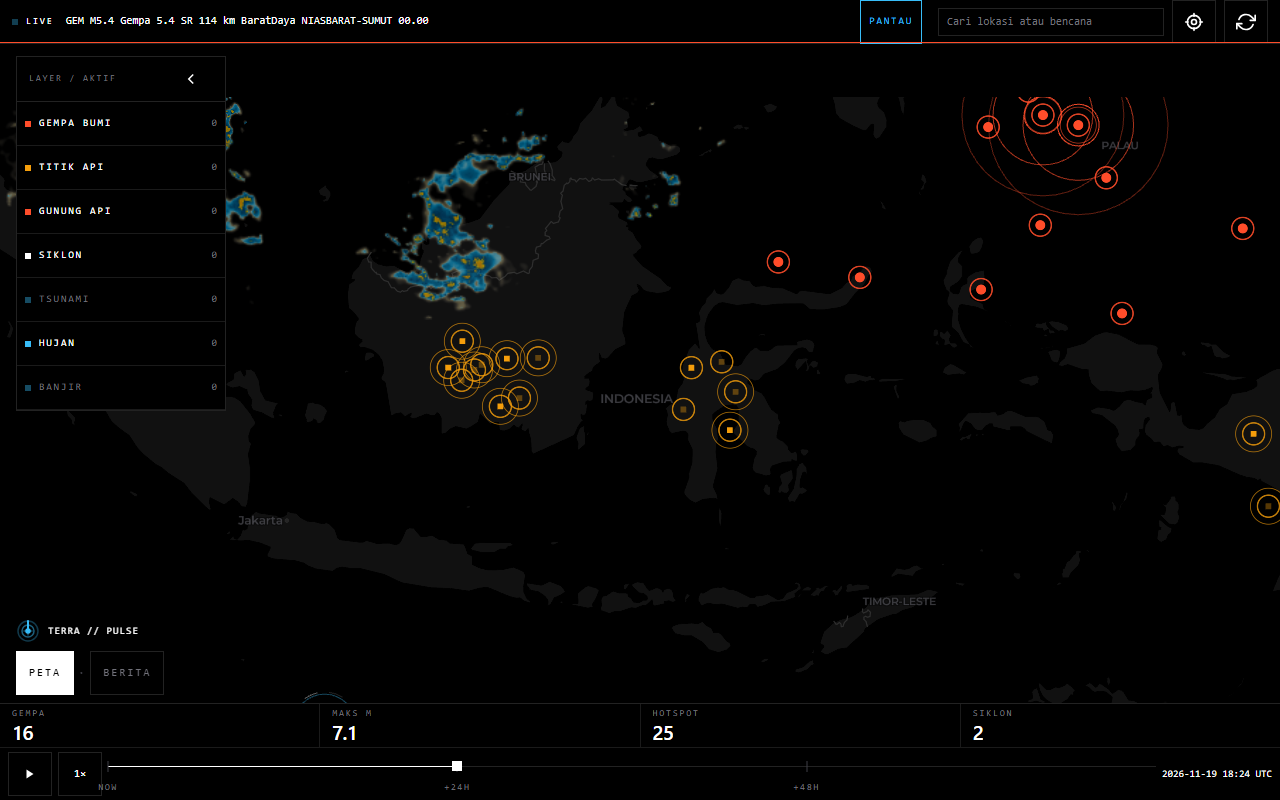 LIVE GEM M5.4 Gempa 5.4 SR 114 km BaratDaya NIASBARAT-SUMUT 00.00
PANTAU
Cari lokasi atau bencana
LAYER / AKTIF
GEMPA BUMI 0
TITIK API 0
GUNUNG API 0
SIKLON 0
TSUNAMI 0
HUJAN 0
BANJIR 0
PALAU
BRUNEI
INDONESIA
Jakarta
TIMOR-LESTE
TERRA // PULSE
PETA · BERITA
GEMPA
16
MAKS M
7.1
HOTSPOT
25
SIKLON
2
1×
NOW
+24H
+48H
2026-11-19 18:24 UTC